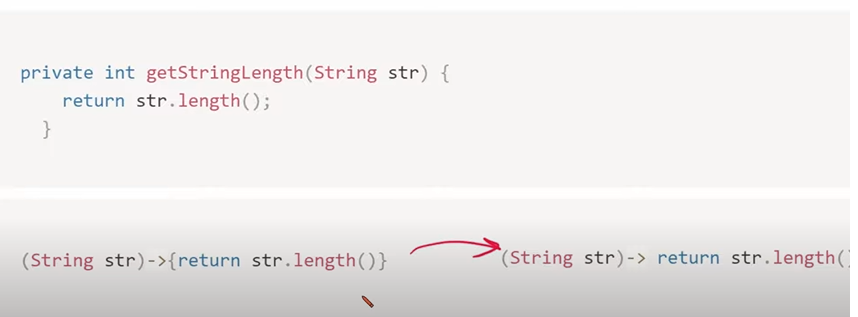 private int getStringLength(String str) {
return str.length();
}
(String str)->{return str.length()}
(String str)-> return str.length()